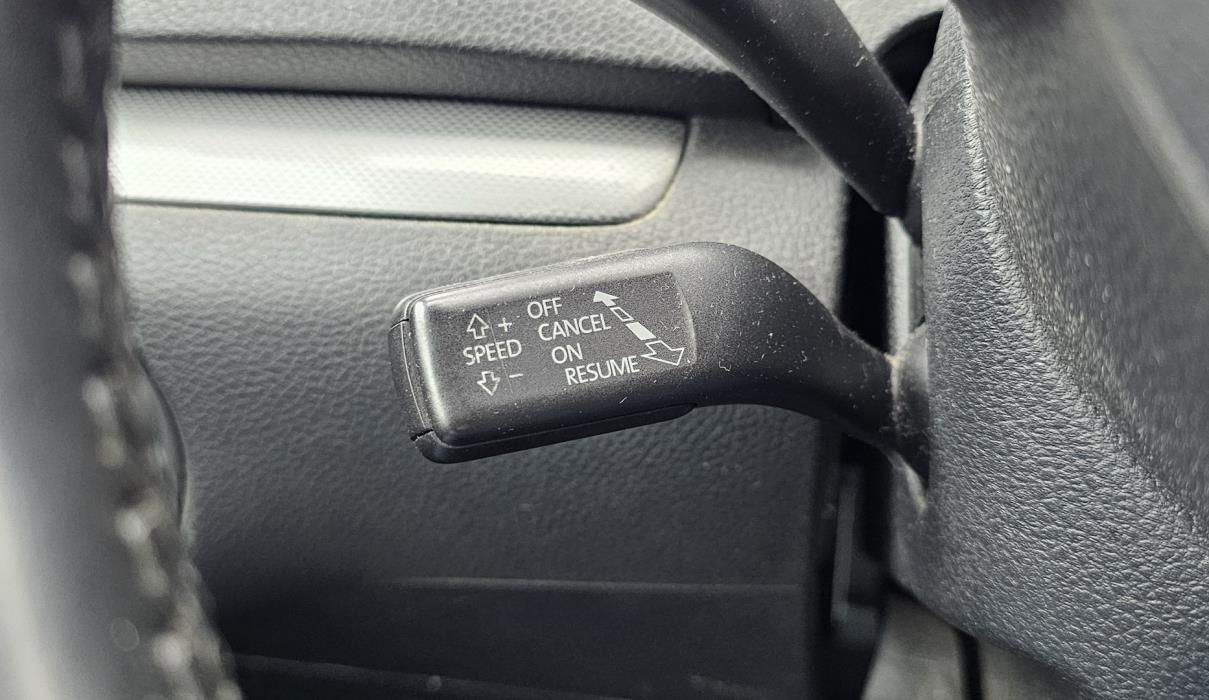 +
SPEED
−
OFF
CANCEL
ON
RESUME